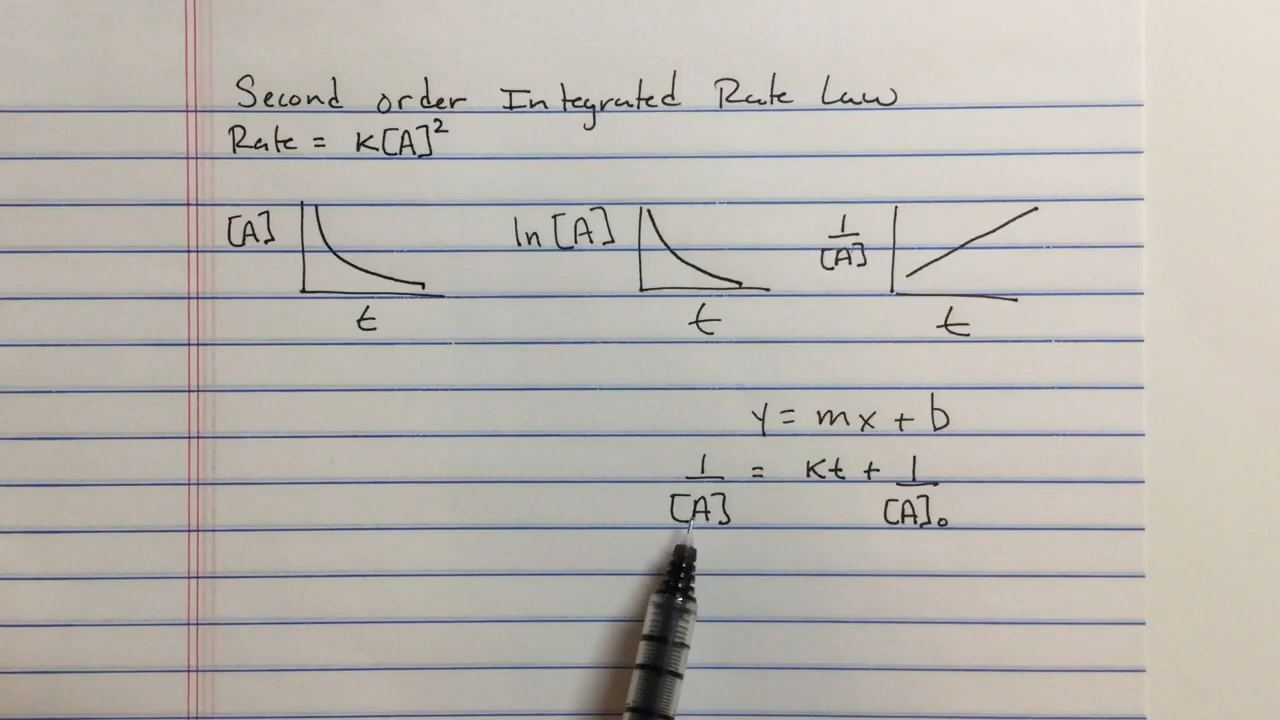 Second order Integrated Rate Law
Rate = K[A]²
[A]
t
ln [A]
t
1/[A]
t
y = mx + b
1/[A] = Kt + 1/[A]₀